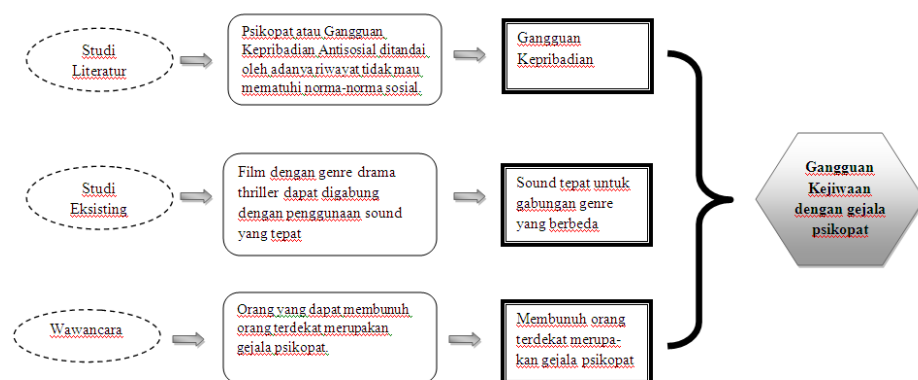 Studi
Literatur
Psikopat atau Gangguan
Kepribadian Antisosial ditandai
oleh adanya riwayat tidak mau
mematuhi norma-norma sosial.
Gangguan
Kepribadian
Studi
Eksisting
Film dengan genre drama
thriller dapat digabung
dengan penggunaan sound
yang tepat
Sound tepat untuk
gabungan genre
yang berbeda
Wawancara
Orang yang dapat membunuh
orang terdekat merupakan
gejala psikopat.
Membunuh orang
terdekat merupa-
kan gejala psikopat
Gangguan
Kejiwaan
dengan gejala
psikopat